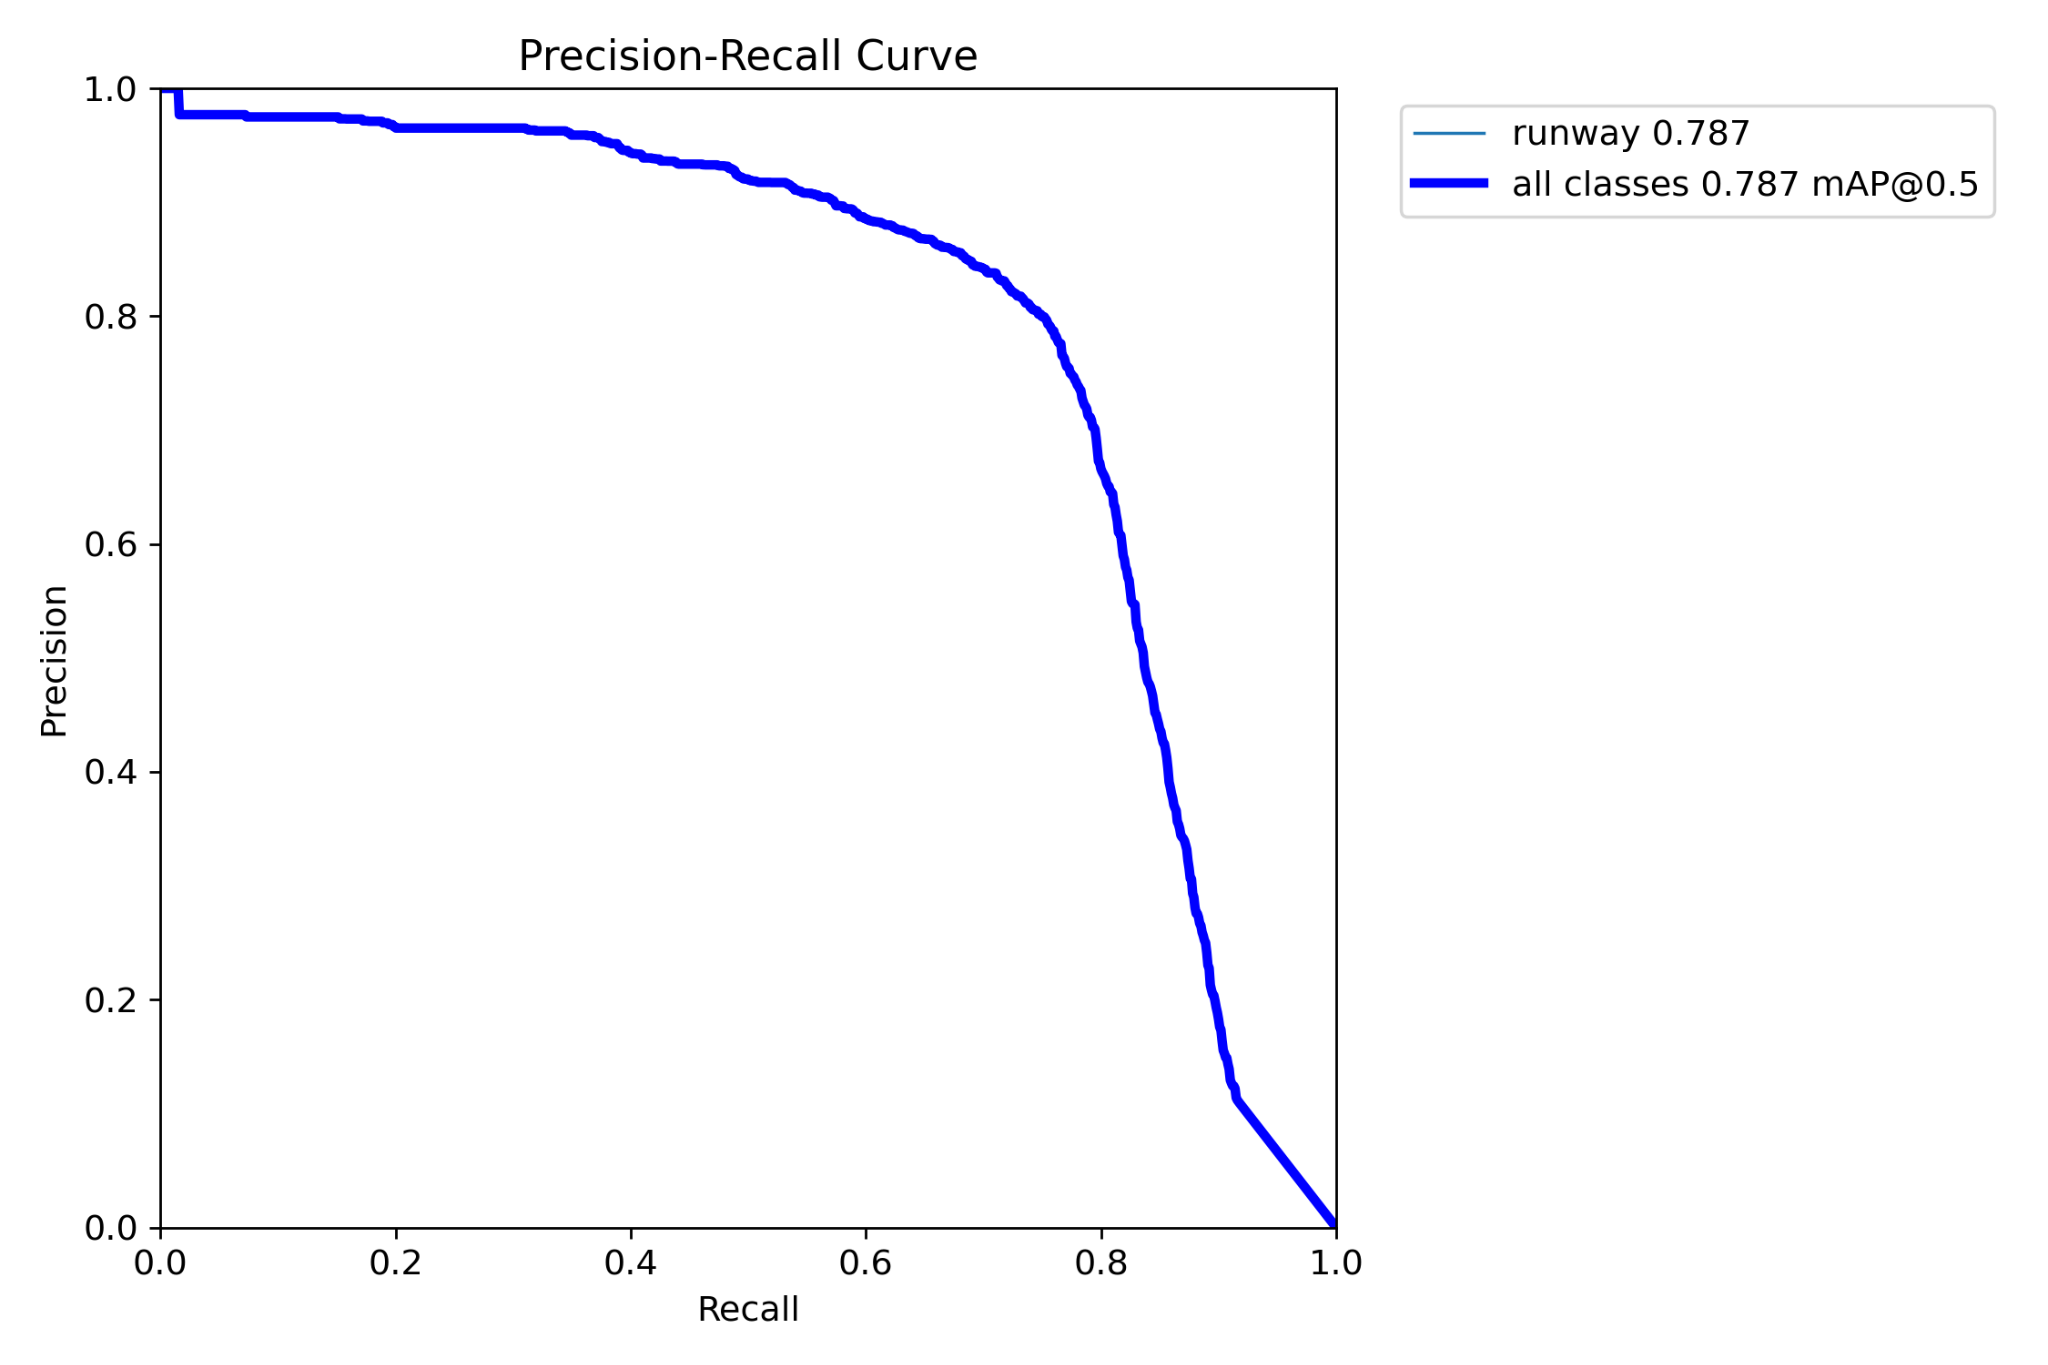 Precision-Recall Curve
1.0
0.8
0.6
0.4
0.2
0.0
Precision
0.0 0.2 0.4 0.6 0.8 1.0
Recall
runway 0.787
all classes 0.787 mAP@0.5